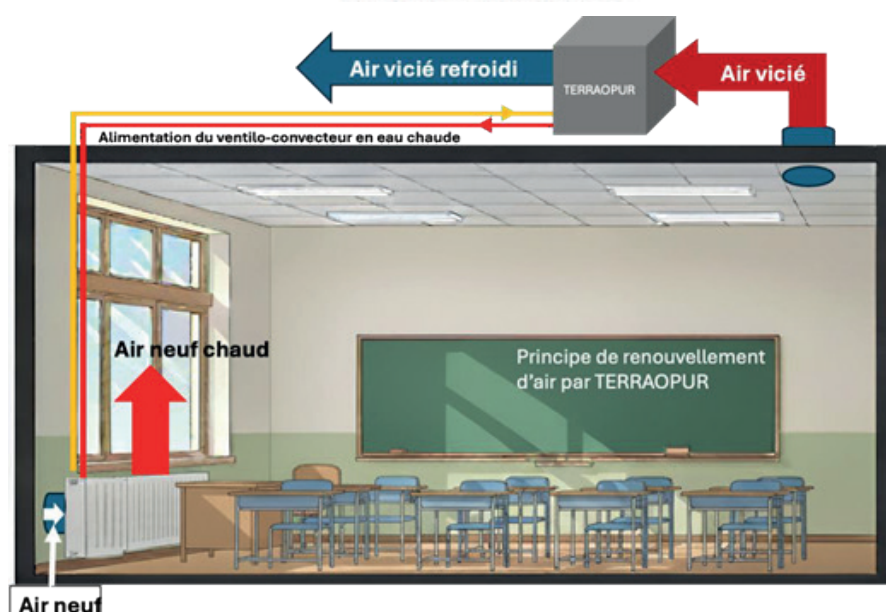 Air vicié refroidi
TERRAOPUR
Air vicié
Alimentation du ventilo-convecteur en eau chaude
Air neuf chaud
Principe de renouvellement
d'air par TERRAOPUR
Air neuf